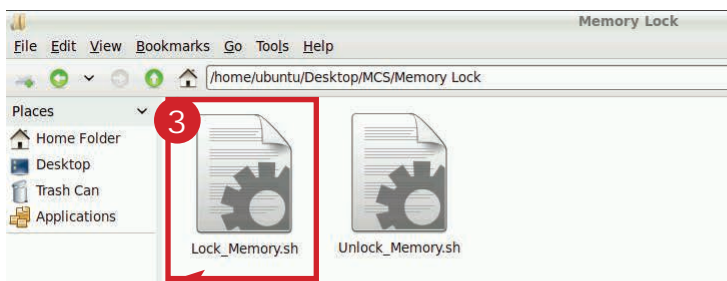 Memory Lock
File Edit View Bookmarks Go Tools Help
/home/ubuntu/Desktop/MCS/Memory Lock
Places
Home Folder
Desktop
Trash Can
Applications
3
Lock_Memory.sh
Unlock_Memory.sh